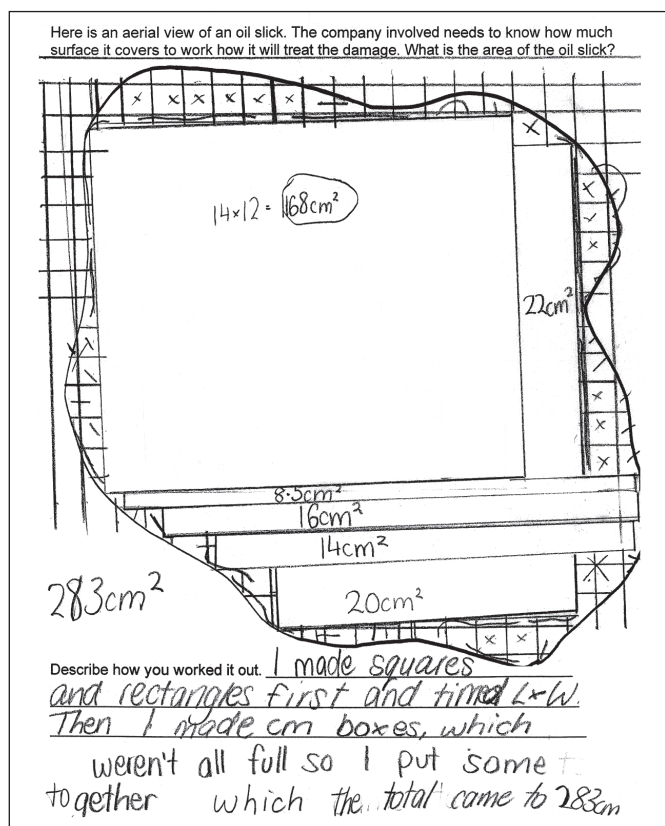 Here is an aerial view of an oil slick. The company involved needs to know how much
surface it covers to work how it will treat the damage. What is the area of the oil slick?
14×12 = 168cm²
22cm²
8.5cm²
16cm²
14cm²
20cm²
283cm²
Describe how you worked it out. I made squares
and rectangles first and timed L×W.
Then I made cm boxes, which
weren't all full so I put some
together which the total came to 283cm